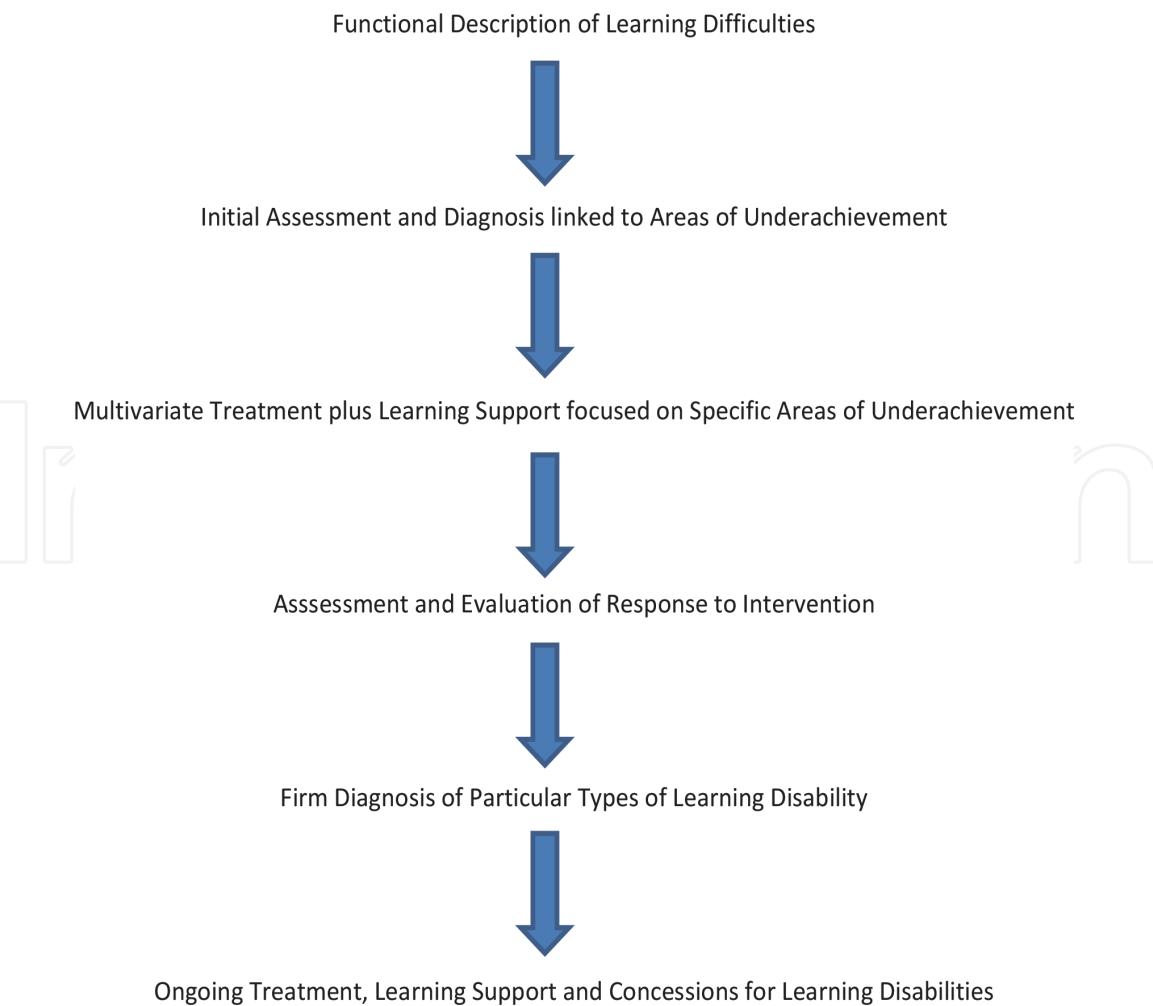 Functional Description of Learning Difficulties
Initial Assessment and Diagnosis linked to Areas of Underachievement
Multivariate Treatment plus Learning Support focused on Specific Areas of Underachievement
Asssessment and Evaluation of Response to Intervention
Firm Diagnosis of Particular Types of Learning Disability
Ongoing Treatment, Learning Support and Concessions for Learning Disabilities